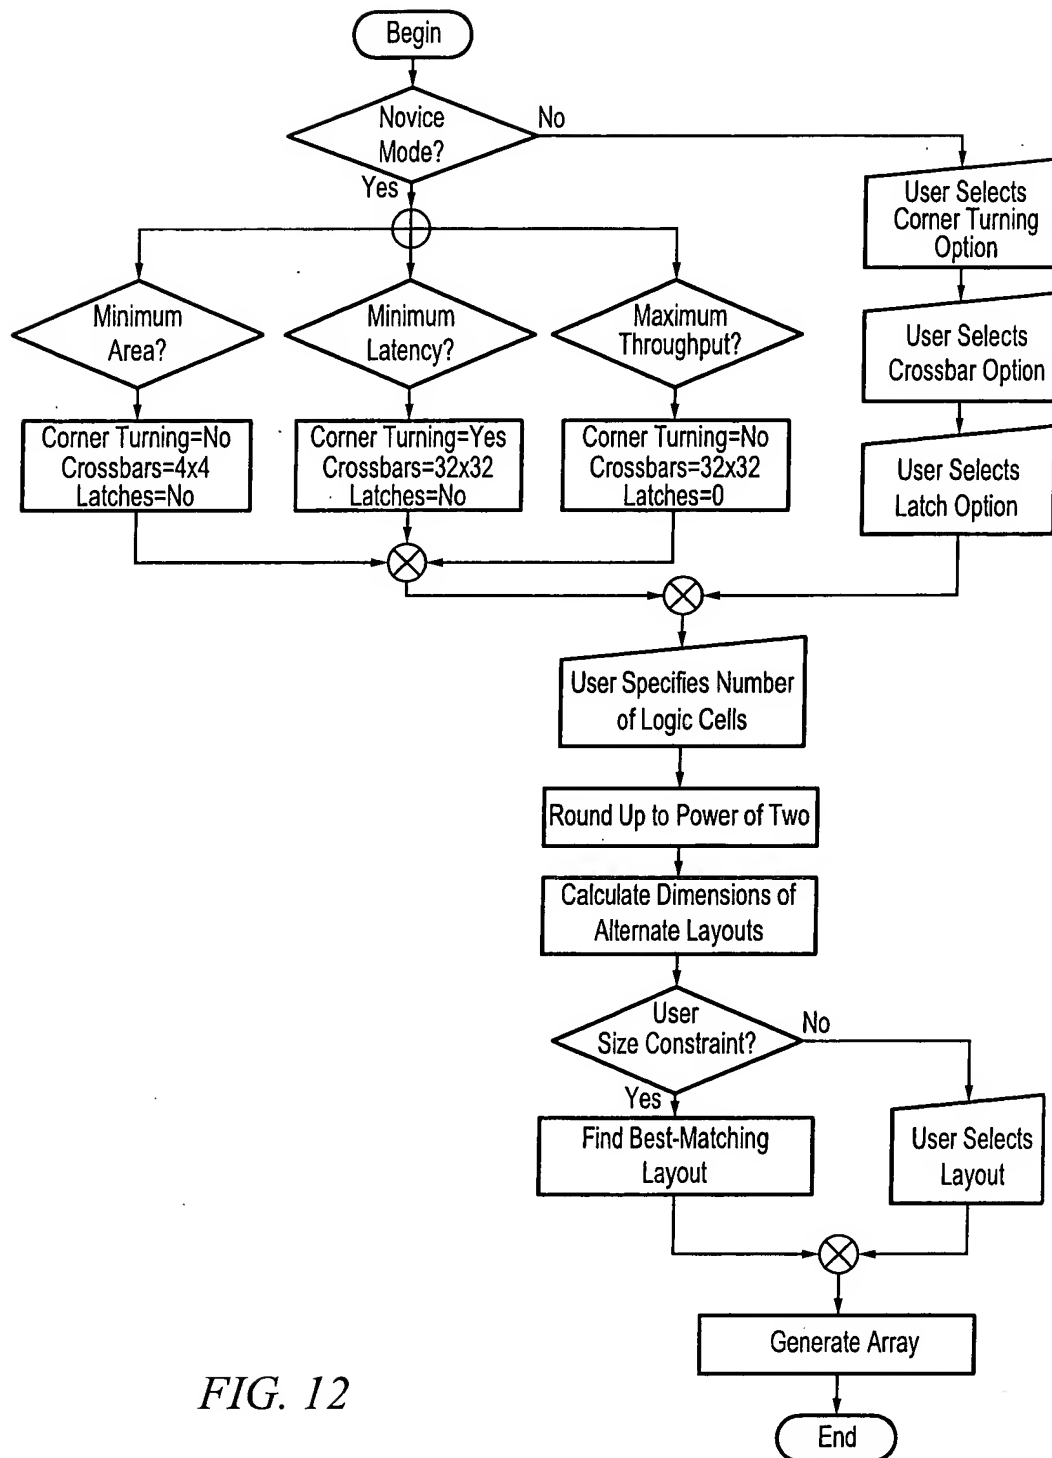 Begin
Novice
Mode?
No
Yes
User Selects
Corner Turning
Option
Minimum
Area?
Minimum
Latency?
Maximum
Throughput?
User Selects
Crossbar Option
Corner Turning=No
Crossbars=4x4
Latches=No
Corner Turning=Yes
Crossbars=32x32
Latches=No
Corner Turning=No
Crossbars=32x32
Latches=0
User Selects
Latch Option
User Specifies Number
of Logic Cells
Round Up to Power of Two
Calculate Dimensions of
Alternate Layouts
User
Size Constraint?
No
Yes
Find Best-Matching
Layout
User Selects
Layout
Generate Array
End
FIG. 12